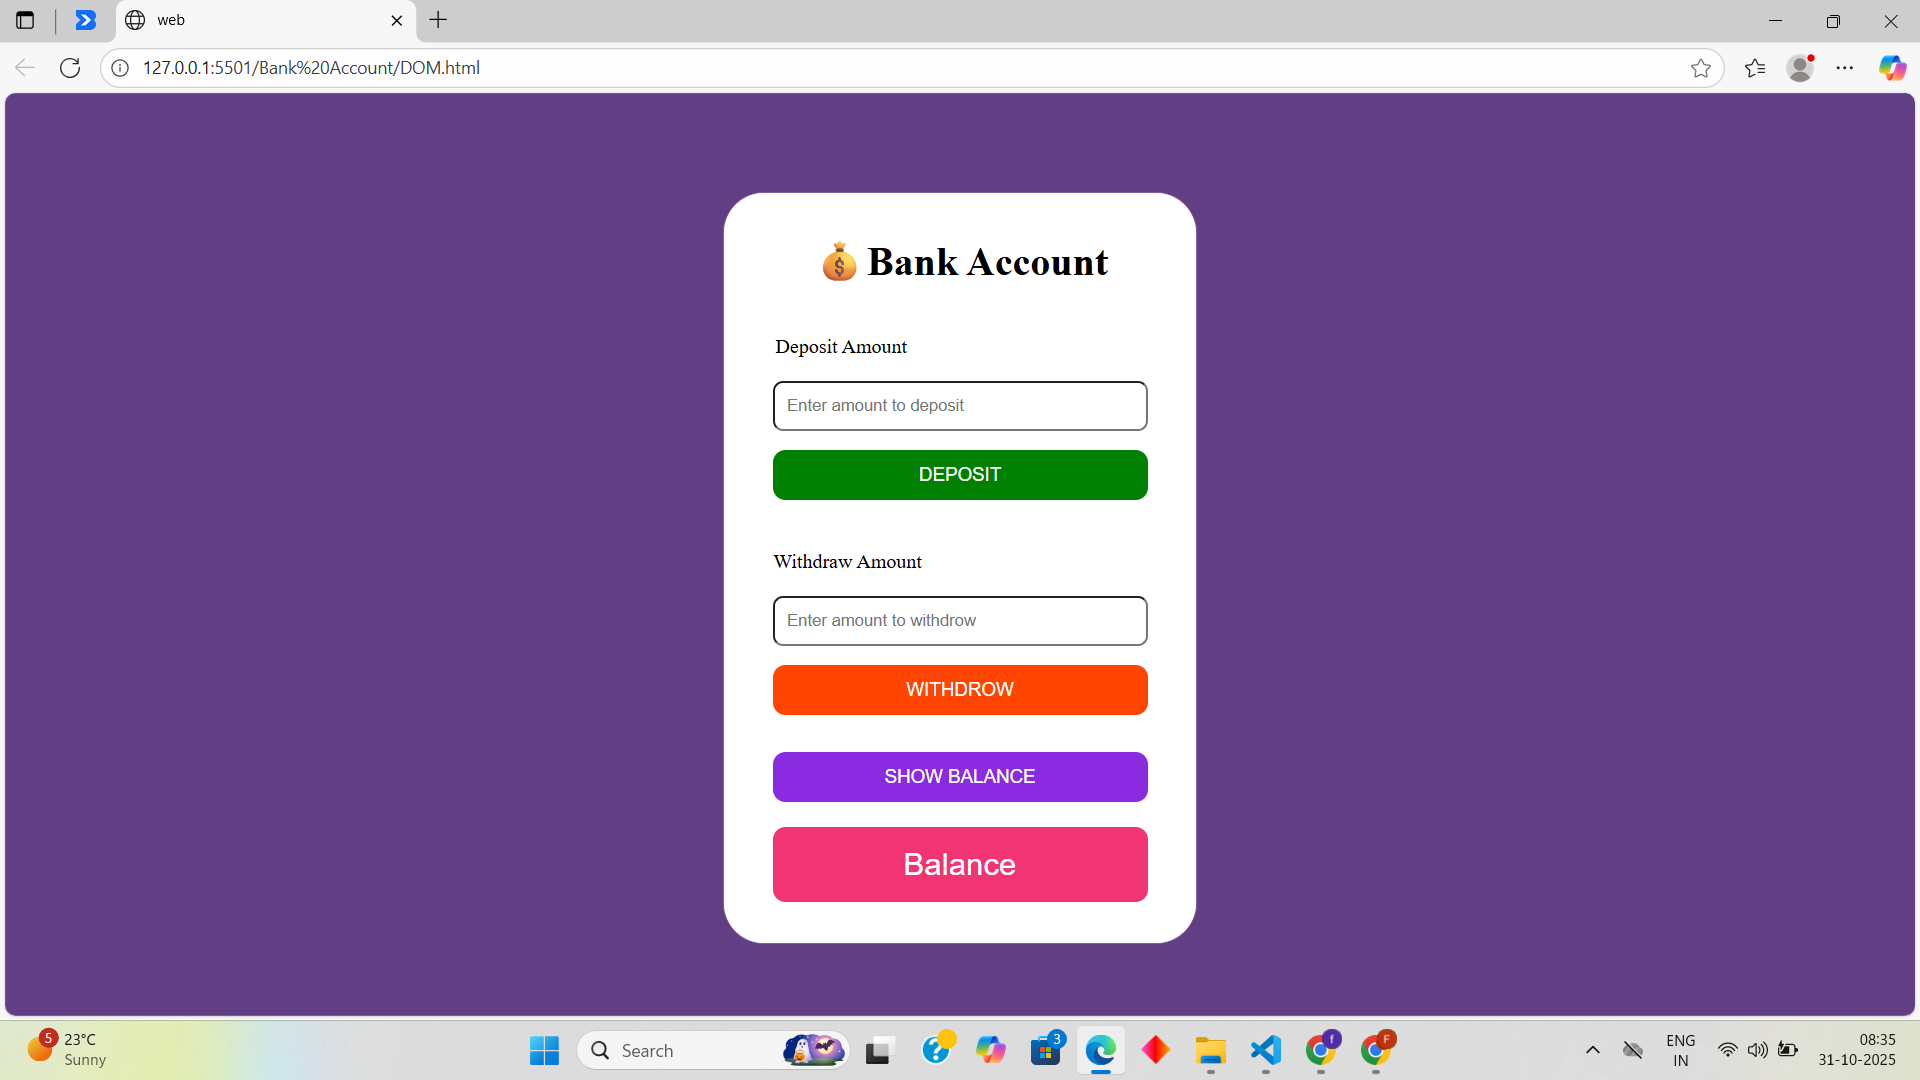 web
127.0.0.1:5501/Bank%20Account/DOM.html
💰 Bank Account
Deposit Amount
Enter amount to deposit
DEPOSIT
Withdraw Amount
Enter amount to withdrow
WITHDROW
SHOW BALANCE
Balance
5
23°C
Sunny
Search
3
f
F
ENG
IN
08:35
31-10-2025